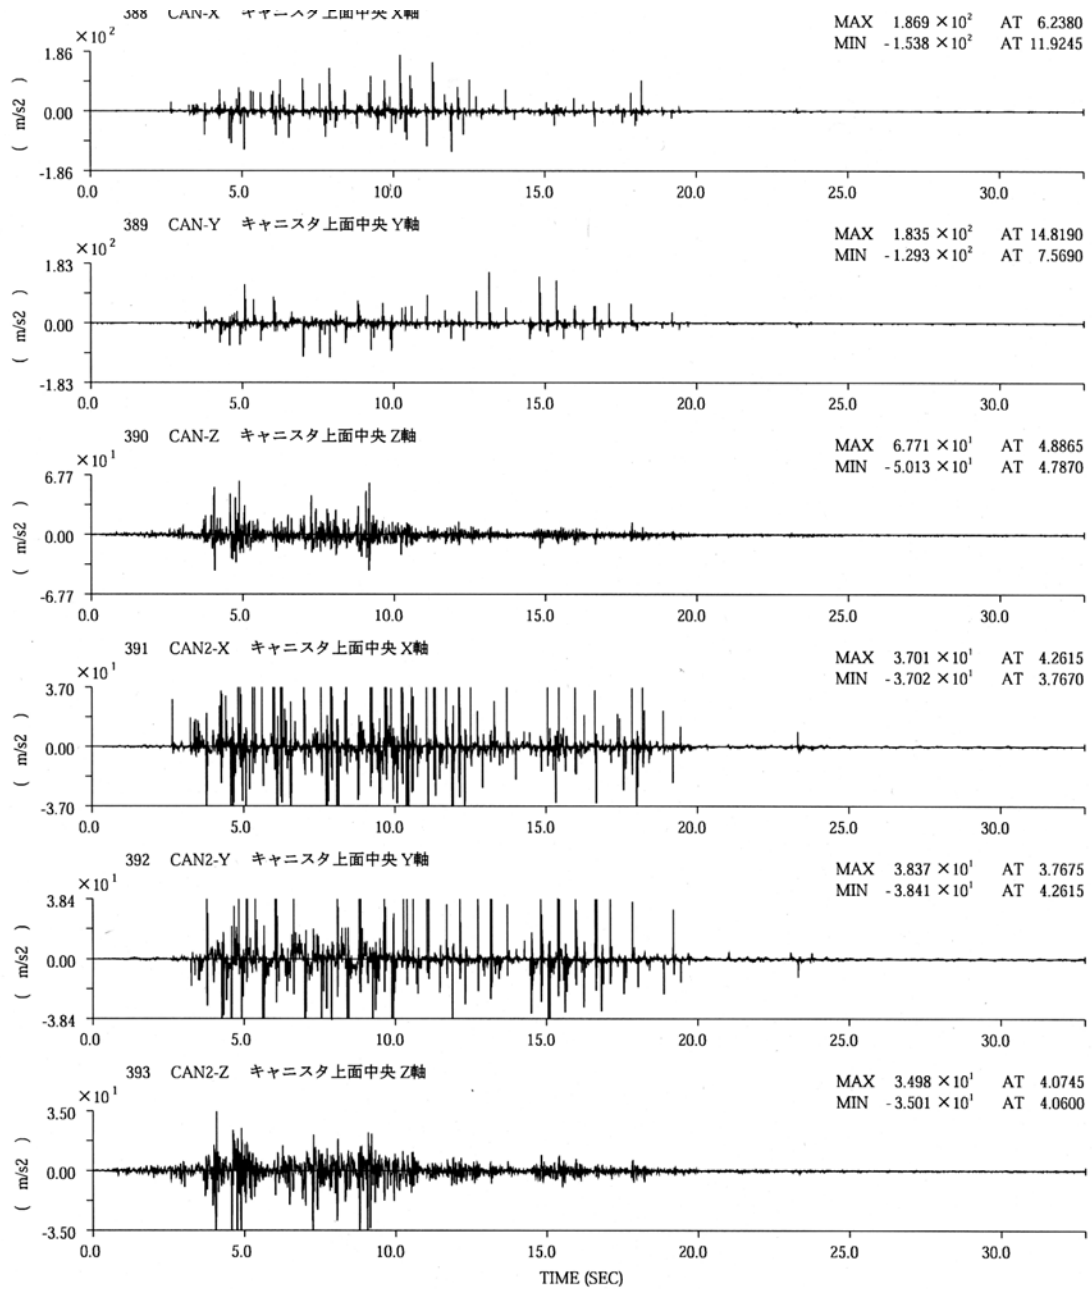 388 CAN-X キャニスタ上面中央 X軸
MAX 1.869 ×10² AT 6.2380
MIN -1.538 ×10² AT 11.9245
×10²
1.86
0.00
-1.86
( m/s2 )
0.0 5.0 10.0 15.0 20.0 25.0 30.0
389 CAN-Y キャニスタ上面中央 Y軸
MAX 1.835 ×10² AT 14.8190
MIN -1.293 ×10² AT 7.5690
×10²
1.83
0.00
-1.83
( m/s2 )
0.0 5.0 10.0 15.0 20.0 25.0 30.0
390 CAN-Z キャニスタ上面中央 Z軸
MAX 6.771 ×10¹ AT 4.8865
MIN -5.013 ×10¹ AT 4.7870
×10¹
6.77
0.00
-6.77
( m/s2 )
0.0 5.0 10.0 15.0 20.0 25.0 30.0
391 CAN2-X キャニスタ上面中央 X軸
MAX 3.701 ×10¹ AT 4.2615
MIN -3.702 ×10¹ AT 3.7670
×10¹
3.70
0.00
-3.70
( m/s2 )
0.0 5.0 10.0 15.0 20.0 25.0 30.0
392 CAN2-Y キャニスタ上面中央 Y軸
MAX 3.837 ×10¹ AT 3.7675
MIN -3.841 ×10¹ AT 4.2615
×10¹
3.84
0.00
-3.84
( m/s2 )
0.0 5.0 10.0 15.0 20.0 25.0 30.0
393 CAN2-Z キャニスタ上面中央 Z軸
MAX 3.498 ×10¹ AT 4.0745
MIN -3.501 ×10¹ AT 4.0600
×10¹
3.50
0.00
-3.50
( m/s2 )
0.0 5.0 10.0 15.0 20.0 25.0 30.0
TIME (SEC)